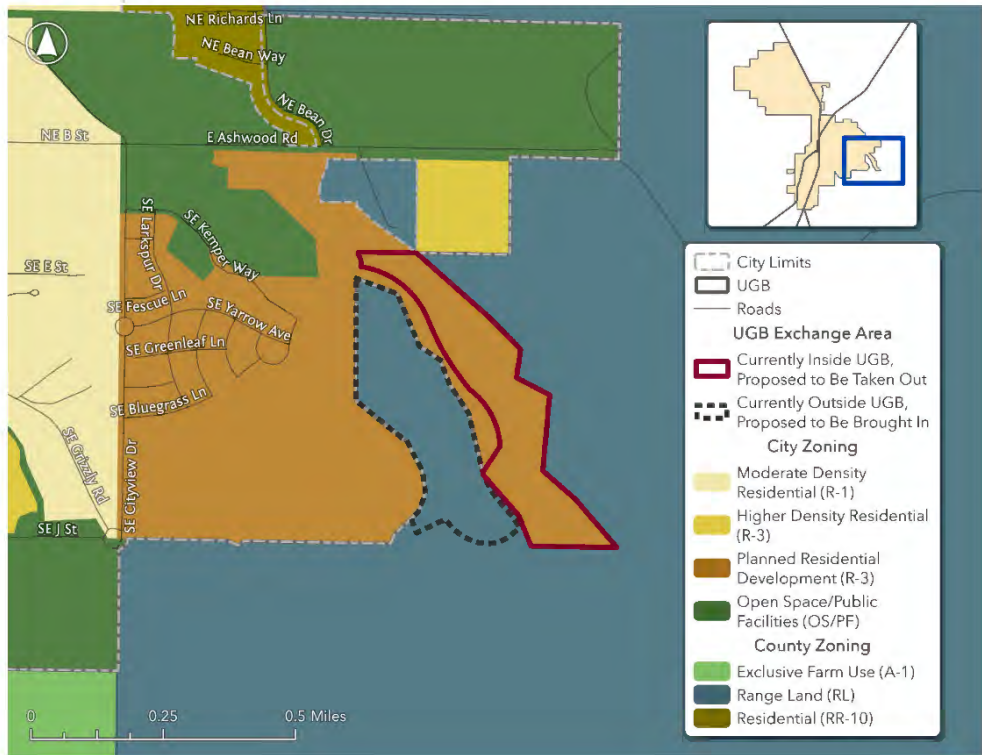 NE Richards Ln
NE Bean Way
NE Bean Dr
NE B St
E Ashwood Rd
SE Larkspur Dr
SE Kemper Way
SE E St
SE Fescue Ln
SE Yarrow Ave
SE Greenleaf Ln
SE Bluegrass Ln
SE Grizzly Rd
SE Cityview Dr
SE J St
0 0.25 0.5 Miles
City Limits
UGB
Roads
UGB Exchange Area
Currently Inside UGB,
Proposed to Be Taken Out
Currently Outside UGB,
Proposed to Be Brought In
City Zoning
Moderate Density
Residential (R-1)
Higher Density Residential
(R-3)
Planned Residential
Development (R-3)
Open Space/Public
Facilities (OS/PF)
County Zoning
Exclusive Farm Use (A-1)
Range Land (RL)
Residential (RR-10)